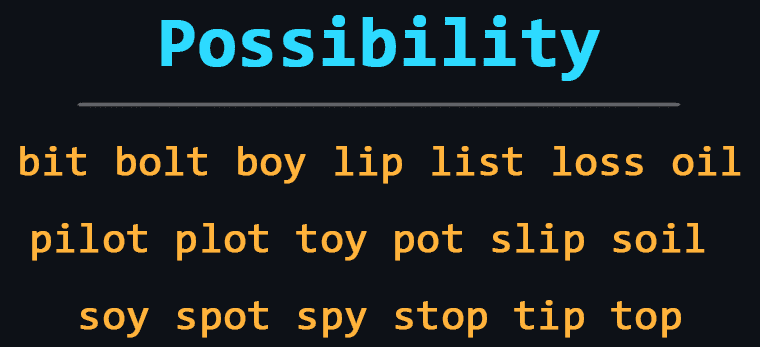 Possibility
bit bolt boy lip list loss oil
pilot plot toy pot slip soil
soy spot spy stop tip top